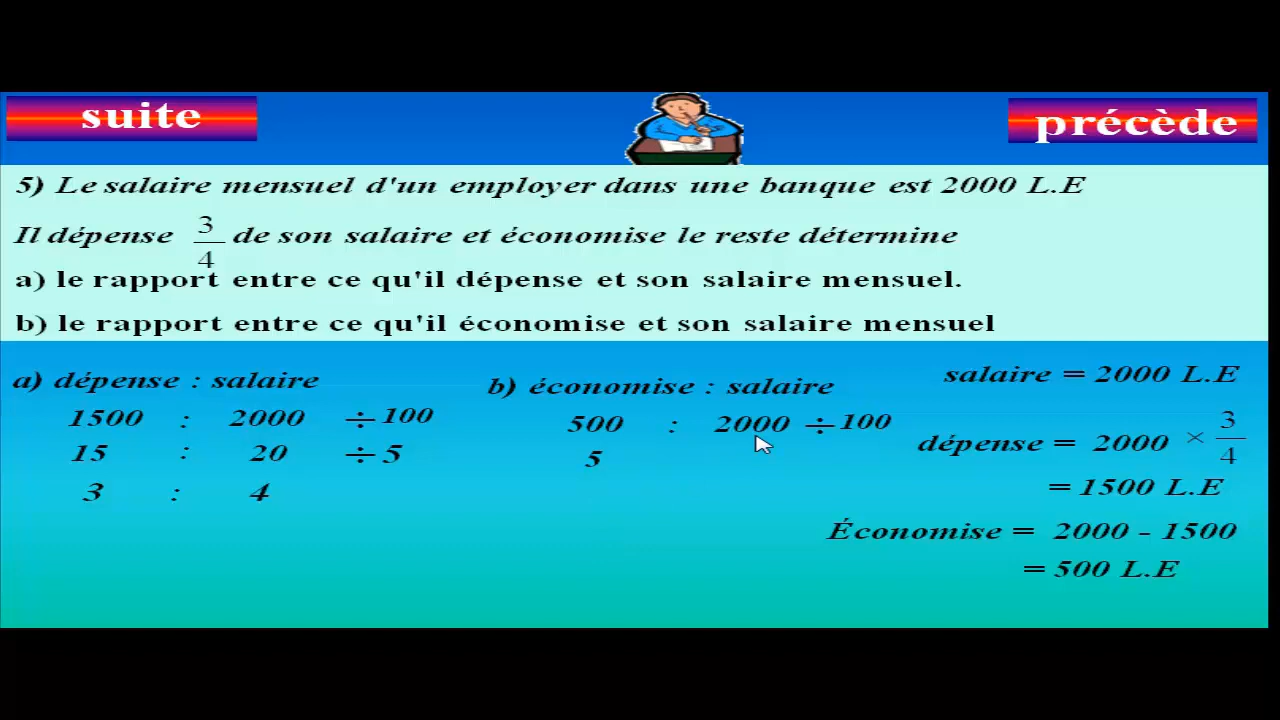 suite
précède
5) Le salaire mensuel d'un employer dans une banque est 2000 L.E
Il dépense 3/4 de son salaire et économise le reste détermine
a) le rapport entre ce qu'il dépense et son salaire mensuel.
b) le rapport entre ce qu'il économise et son salaire mensuel
a) dépense : salaire
1500 : 2000 ÷ 100
15 : 20 ÷ 5
3 : 4
b) économise : salaire
500 : 2000 ÷ 100
5
salaire = 2000 L.E
dépense = 2000 × 3/4
= 1500 L.E
Économise = 2000 - 1500
= 500 L.E